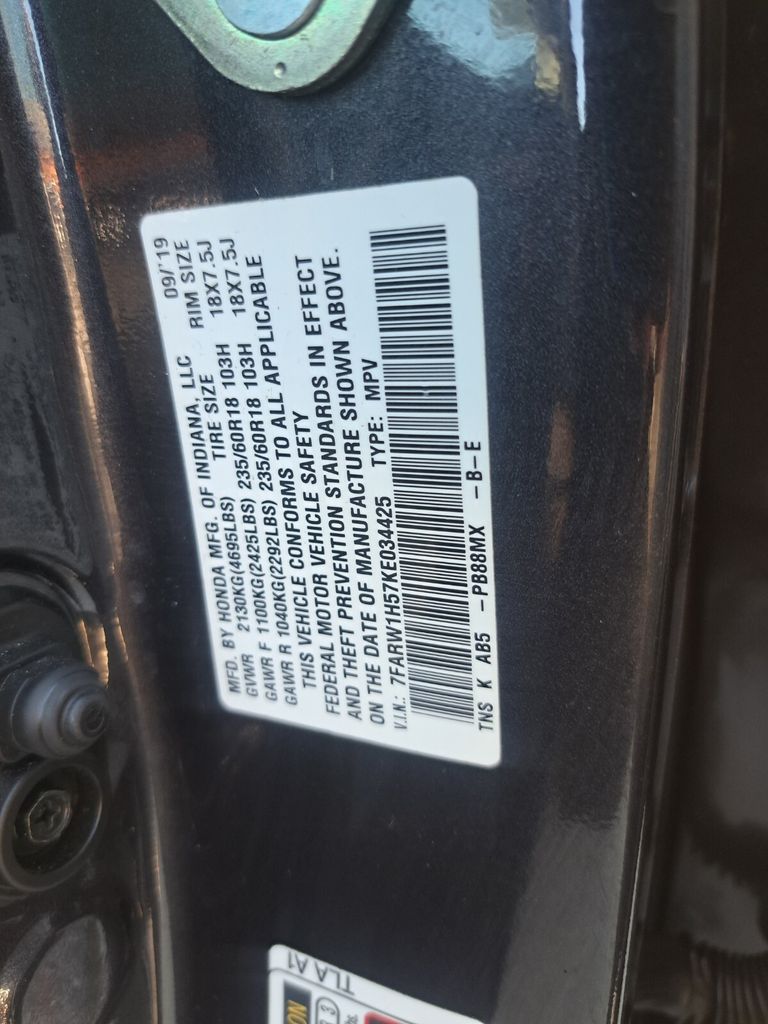 MFD. BY HONDA MFG. OF INDIANA, LLC 09/'19
GVWR 2130KG(4695LBS) TIRE SIZE RIM SIZE
GAWR F 1100KG(2425LBS) 235/60R18 103H 18X7.5J
GAWR R 1040KG(2292LBS) 235/60R18 103H 18X7.5J
THIS VEHICLE CONFORMS TO ALL APPLICABLE
FEDERAL MOTOR VEHICLE SAFETY
AND THEFT PREVENTION STANDARDS IN EFFECT
ON THE DATE OF MANUFACTURE SHOWN ABOVE.
V.I.N.: 7FARW1H57KE034425 TYPE: MPV
TNS K AB5 -PB88MX -B-E
TLA A1
3